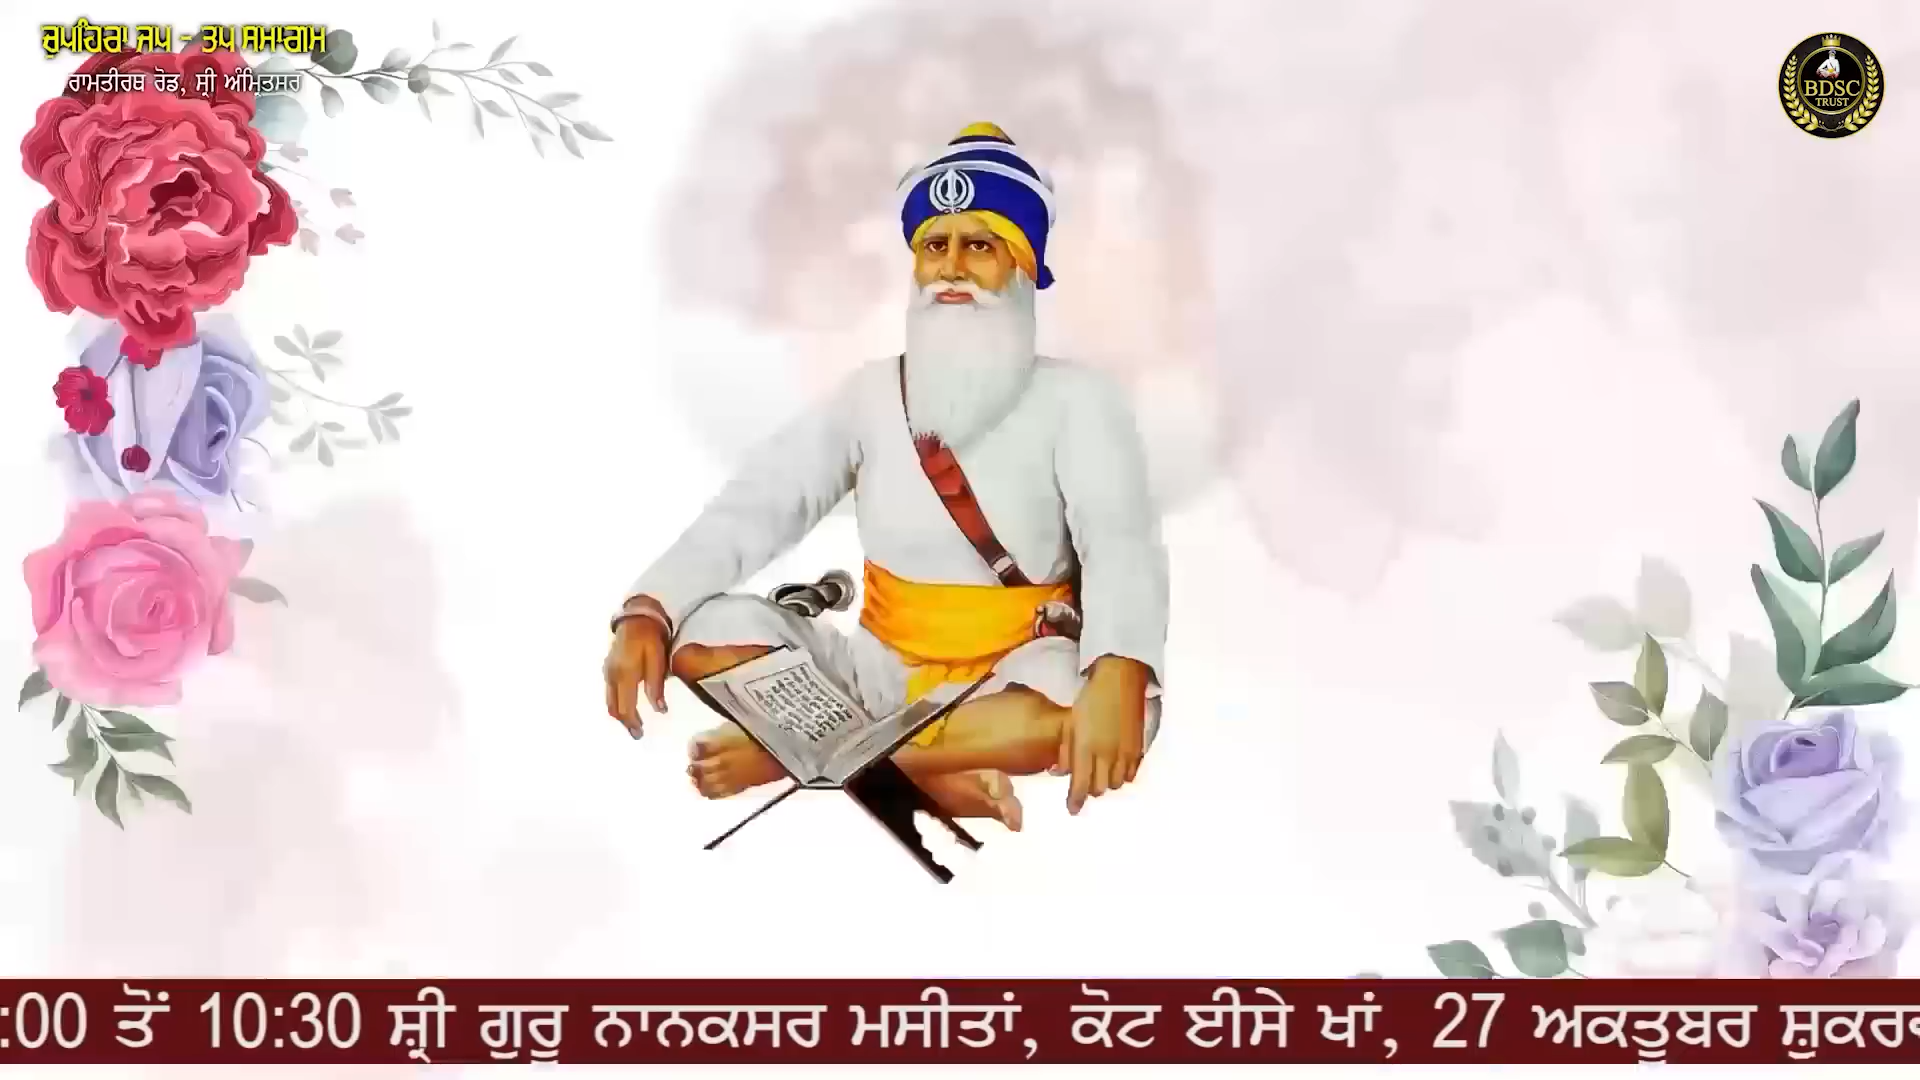 ਚੁਪਹਿਰਾ ਜਪ - ਤਪ ਸਮਾਗਮ
ਰਾਮਤੀਰਥ ਰੋਡ, ਸ੍ਰੀ ਅੰਮ੍ਰਿਤਸਰ
BDSC
TRUST
:00 ਤੋਂ 10:30 ਸ਼੍ਰੀ ਗੁਰੂ ਨਾਨਕਸਰ ਮਸੀਤਾਂ, ਕੋਟ ਈਸੇ ਖਾਂ, 27 ਅਕਤੂਬਰ